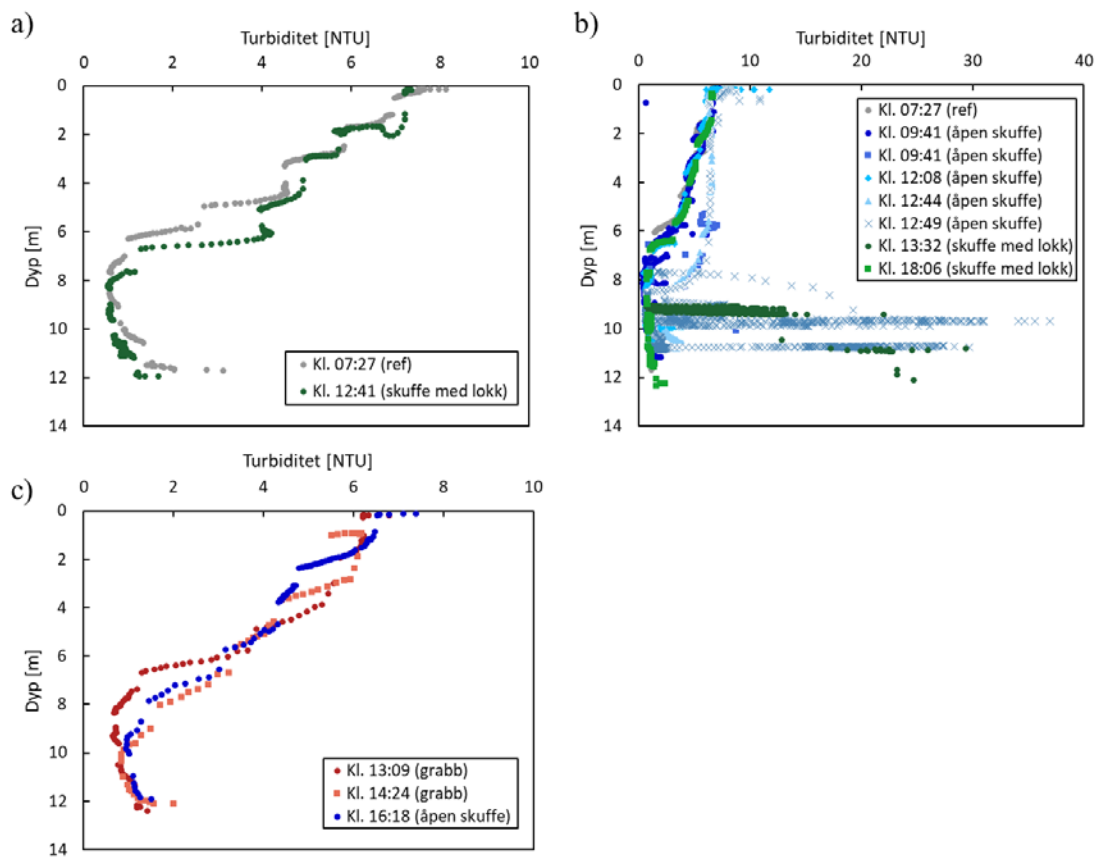 a)
Turbiditet [NTU]
0 2 4 6 8 10
0
2
4
6
8
10
12
14
Dyp [m]
Kl. 07:27 (ref)
Kl. 12:41 (skuffe med lokk)
b)
Turbiditet [NTU]
0 10 20 30 40
0
2
4
6
8
10
12
14
Dyp [m]
Kl. 07:27 (ref)
Kl. 09:41 (åpen skuffe)
Kl. 09:41 (åpen skuffe)
Kl. 12:08 (åpen skuffe)
Kl. 12:44 (åpen skuffe)
Kl. 12:49 (åpen skuffe)
Kl. 13:32 (skuffe med lokk)
Kl. 18:06 (skuffe med lokk)
c)
Turbiditet [NTU]
0 2 4 6 8 10
0
2
4
6
8
10
12
14
Dyp [m]
Kl. 13:09 (grabb)
Kl. 14:24 (grabb)
Kl. 16:18 (åpen skuffe)